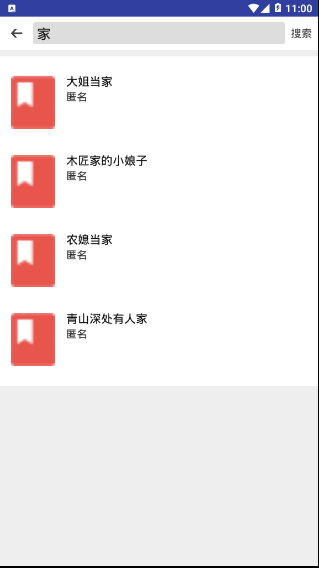 11:00
家
搜索
大姐当家
匿名
木匠家的小娘子
匿名
农媳当家
匿名
青山深处有人家
匿名